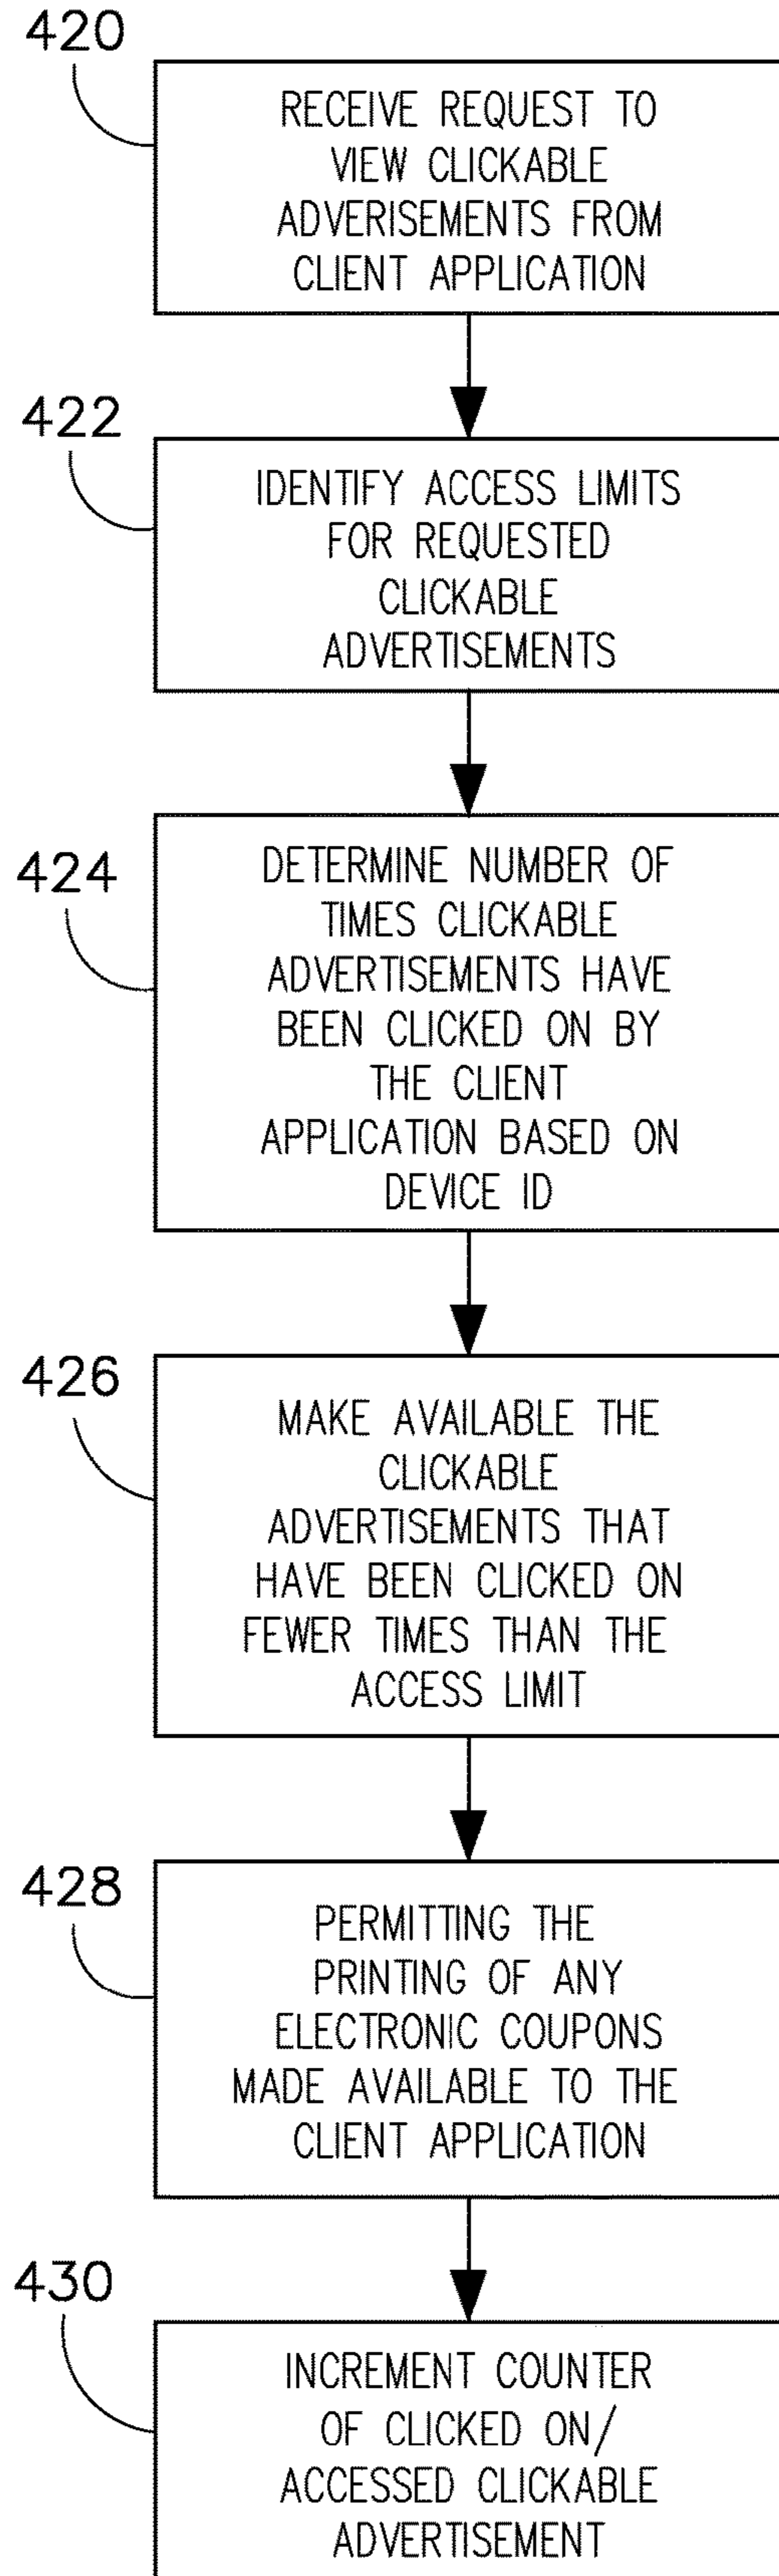 420
RECEIVE REQUEST TO
VIEW CLICKABLE
ADVERISEMENTS FROM
CLIENT APPLICATION
422
IDENTIFY ACCESS LIMITS
FOR REQUESTED
CLICKABLE
ADVERTISEMENTS
424
DETERMINE NUMBER OF
TIMES CLICKABLE
ADVERTISEMENTS HAVE
BEEN CLICKED ON BY
THE CLIENT
APPLICATION BASED ON
DEVICE ID
426
MAKE AVAILABLE THE
CLICKABLE
ADVERTISEMENTS THAT
HAVE BEEN CLICKED ON
FEWER TIMES THAN THE
ACCESS LIMIT
428
PERMITTING THE
PRINTING OF ANY
ELECTRONIC COUPONS
MADE AVAILABLE TO THE
CLIENT APPLICATION
430
INCREMENT COUNTER
OF CLICKED ON/
ACCESSED CLICKABLE
ADVERTISEMENT